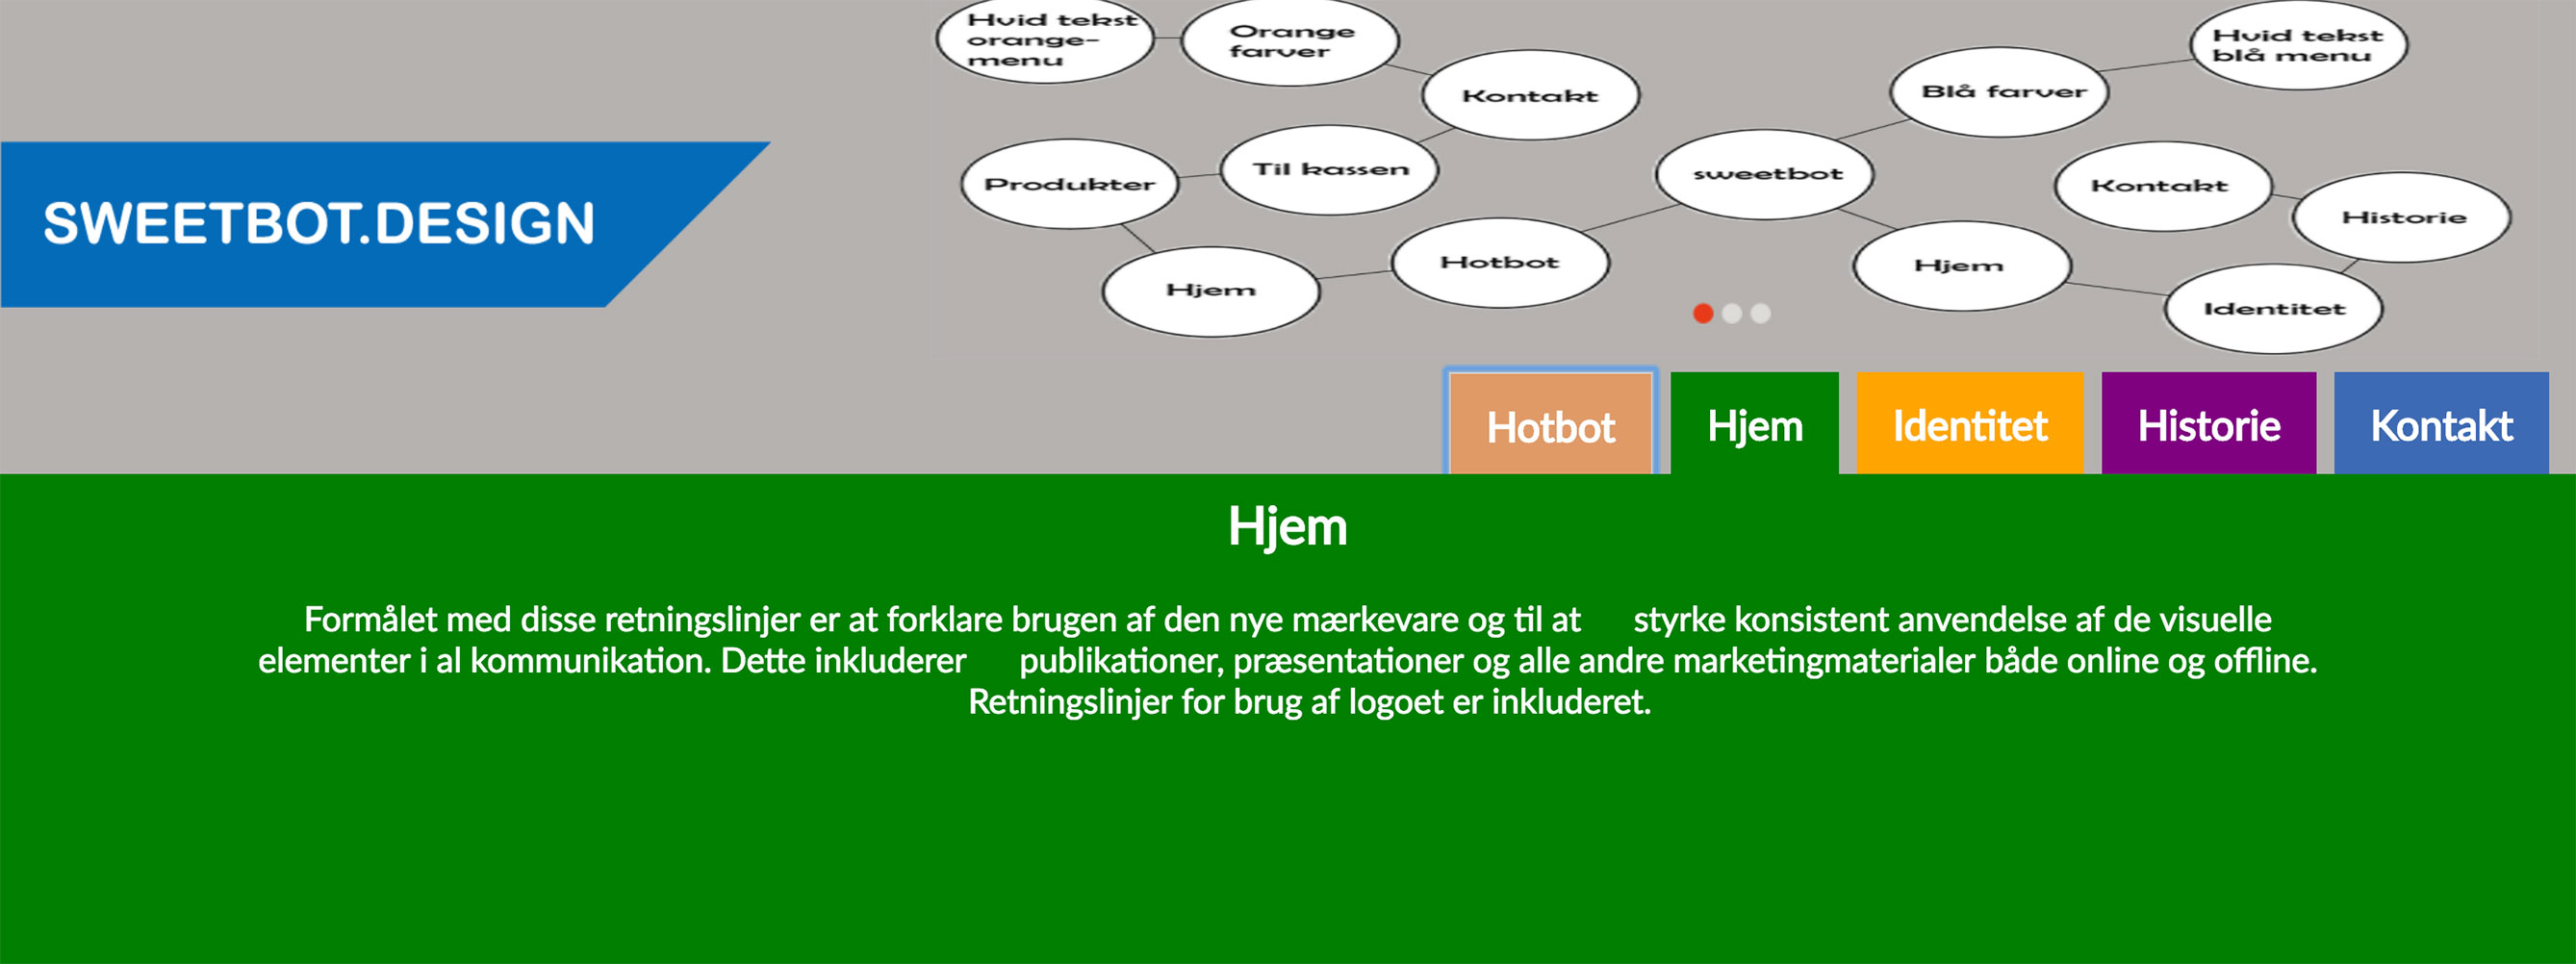 Hvid tekst
orange-
menu
Orange
farver
Kontakt
Produkter
Til kassen
Hjem
Hotbot
sweetbot
Blå farver
Hvid tekst
blå menu
Kontakt
Historie
Hjem
Identitet
SWEETBOT.DESIGN
Hotbot
Hjem
Identitet
Historie
Kontakt
Hjem
Formålet med disse retningslinjer er at forklare brugen af den nye mærkevare og til at styrke konsistent anvendelse af de visuelle
elementer i al kommunikation. Dette inkluderer publikationer, præsentationer og alle andre marketingmaterialer både online og offline.
Retningslinjer for brug af logoet er inkluderet.